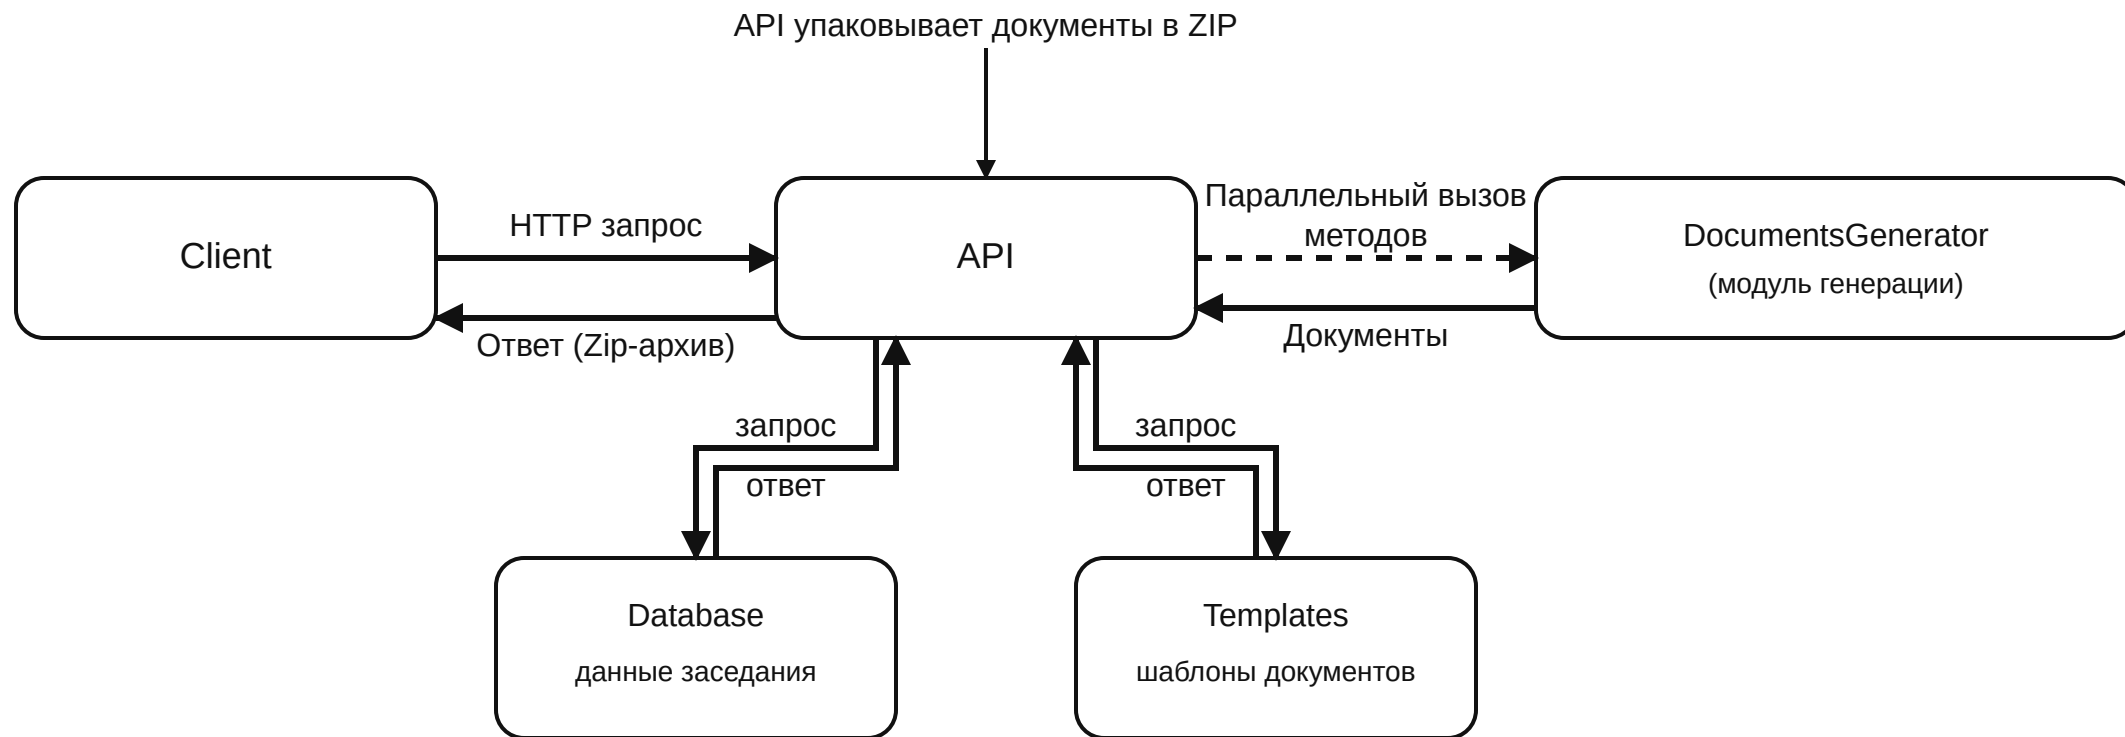 API упаковывает документы в ZIP
Client
HTTP запрос
Ответ (Zip-архив)
API
Параллельный вызов
методов
Документы
DocumentsGenerator
(модуль генерации)
запрос
ответ
запрос
ответ
Database
данные заседания
Templates
шаблоны документов